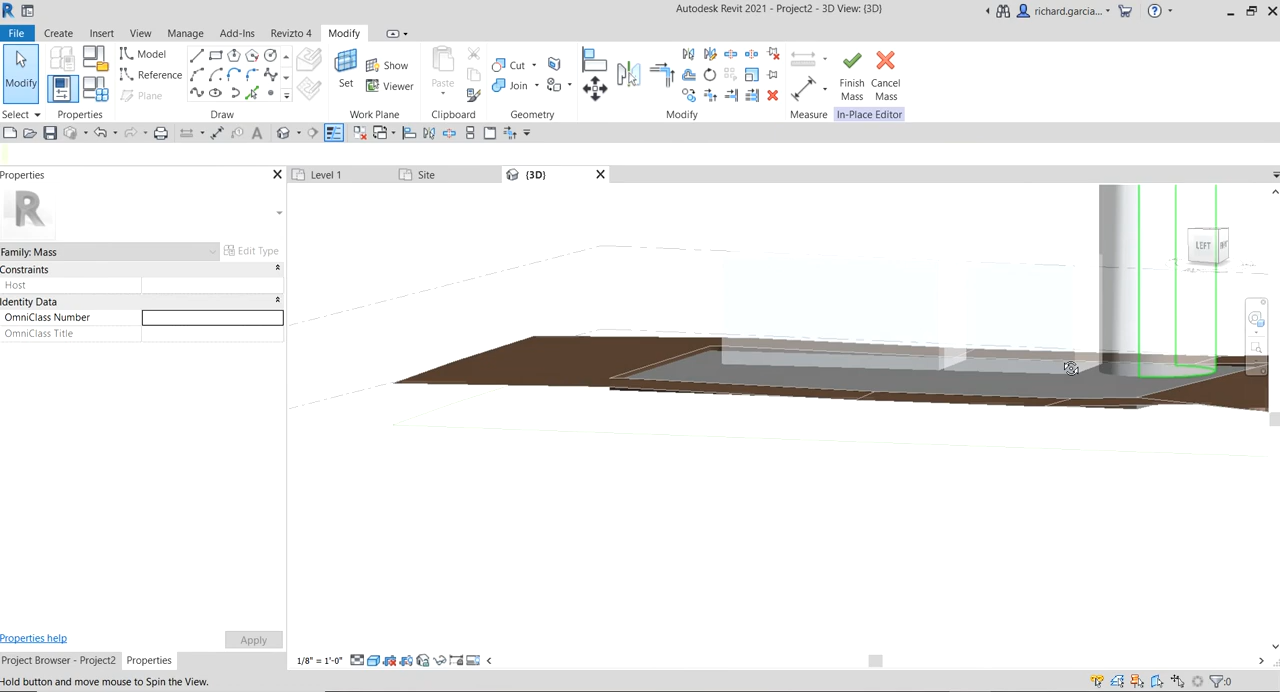 Autodesk Revit 2021 - Project2 - 3D View: {3D}
richard.garcia...
File Create Insert View Manage Add-Ins Revizto 4 Modify
Modify
Model
Reference
Plane
Set
Show
Viewer
Paste
Cut
Join
Finish Mass
Cancel Mass
Select Properties Draw Work Plane Clipboard Geometry Modify Measure In-Place Editor
Properties
Level 1 Site {3D}
Family: Mass Edit Type
Constraints
Host
Identity Data
OmniClass Number
OmniClass Title
LEFT
Properties help Apply
Project Browser - Project2 Properties
1/8" = 1'-0"
Hold button and move mouse to Spin the View.
:0